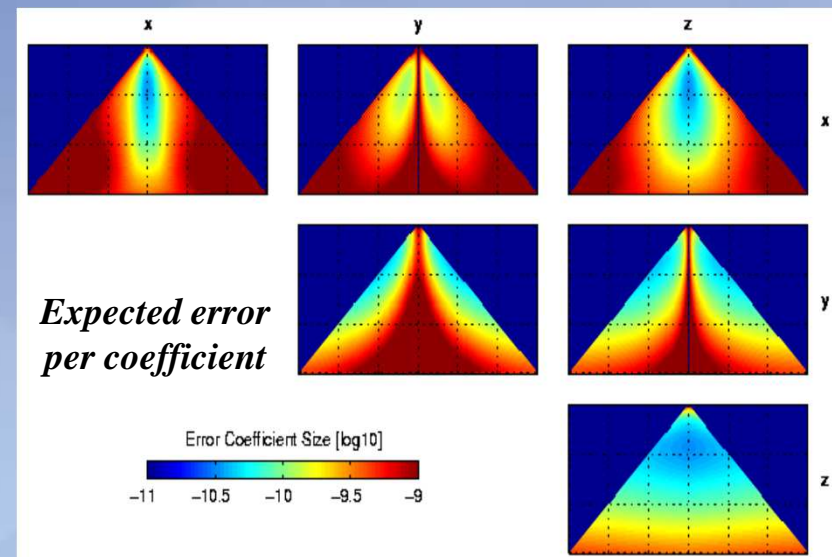 x
y
z
x
y
Expected error
per coefficient
Error Coefficient Size [log10]
-11 -10.5 -10 -9.5 -9
z